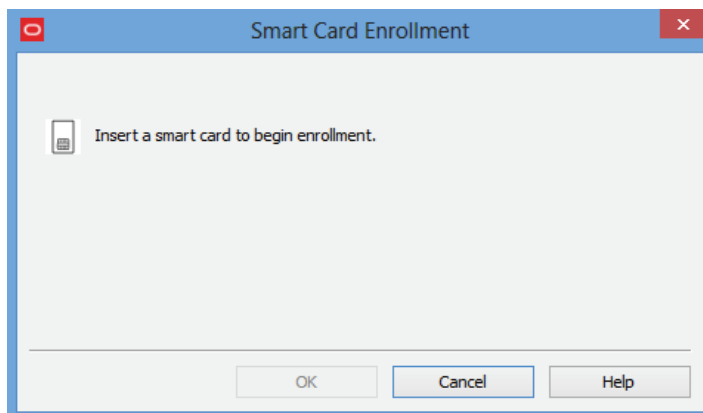 Smart Card Enrollment
Insert a smart card to begin enrollment.
OK
Cancel
Help